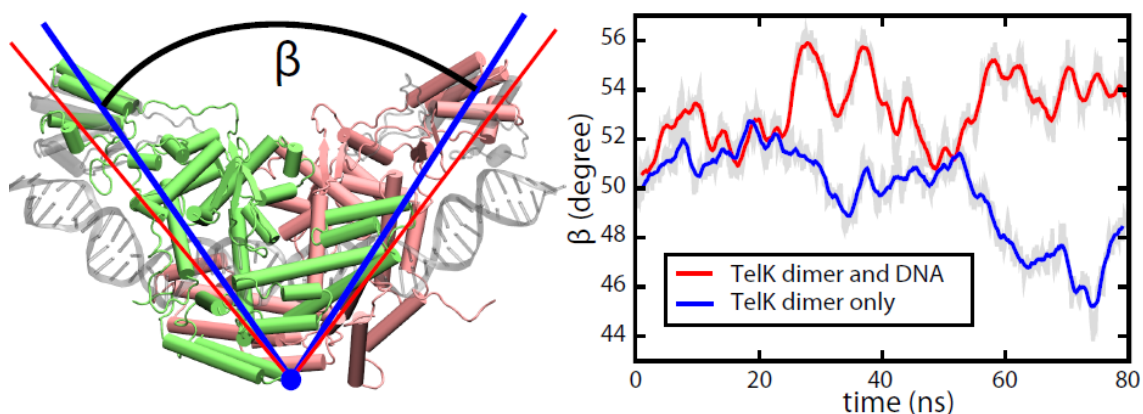 β
β (degree)
56
54
52
50
48
46
44
TelK dimer and DNA
TelK dimer only
0
20
40
60
80
time (ns)